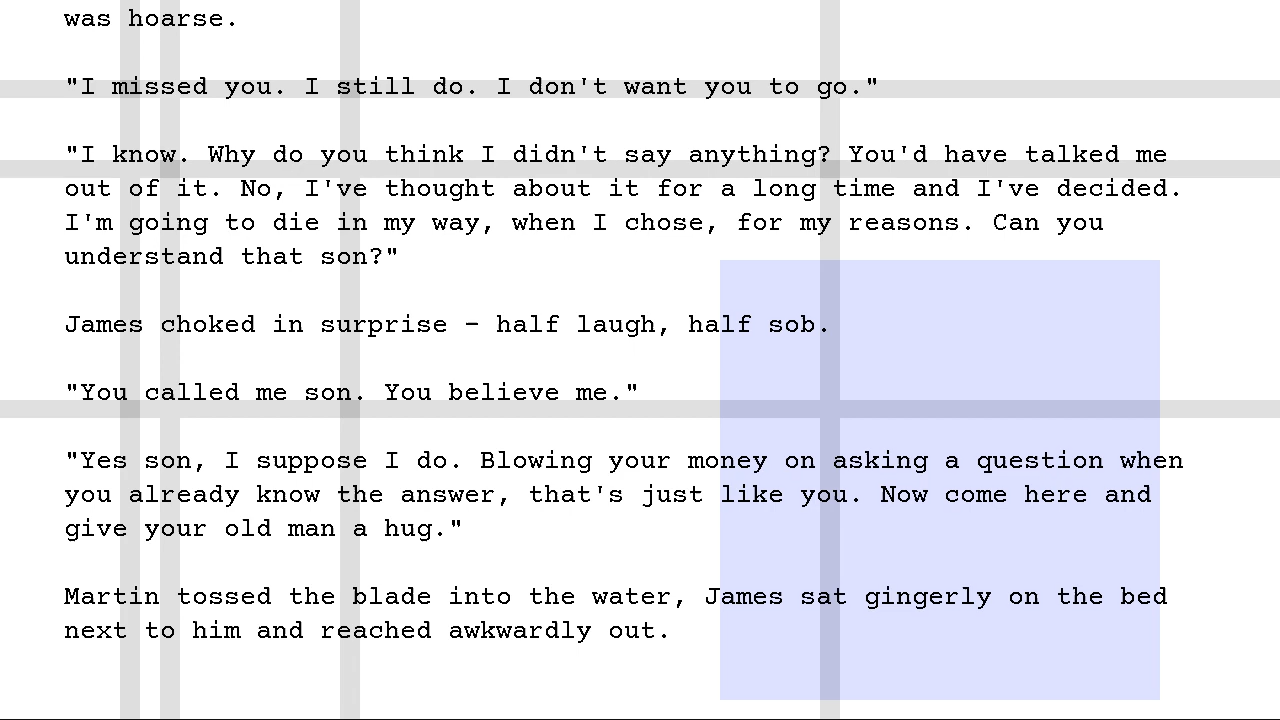 was hoarse.
"I missed you. I still do. I don't want you to go."
"I know. Why do you think I didn't say anything? You'd have talked me
out of it. No, I've thought about it for a long time and I've decided.
I'm going to die in my way, when I chose, for my reasons. Can you
understand that son?"
James choked in surprise – half laugh, half sob.
"You called me son. You believe me."
"Yes son, I suppose I do. Blowing your money on asking a question when
you already know the answer, that's just like you. Now come here and
give your old man a hug."
Martin tossed the blade into the water, James sat gingerly on the bed
next to him and reached awkwardly out.